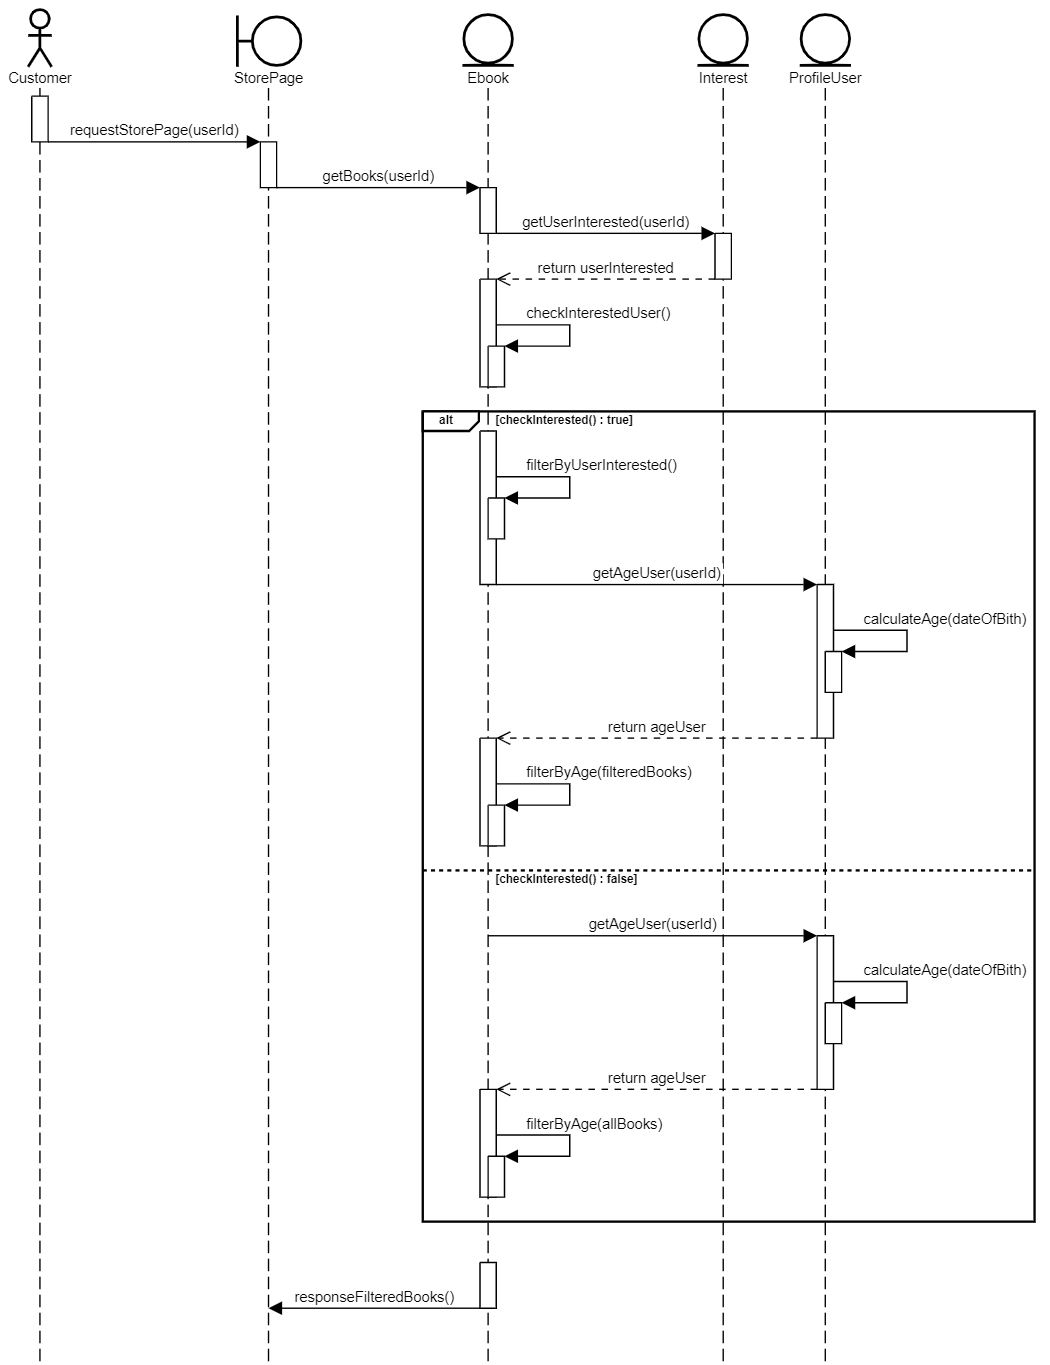 Customer
StorePage
Ebook
Interest
ProfileUser
requestStorePage(userId)
getBooks(userId)
getUserInterested(userId)
return userInterested
checkInterestedUser()
alt
[checkInterested() : true]
filterByUserInterested()
getAgeUser(userId)
calculateAge(dateOfBith)
return ageUser
filterByAge(filteredBooks)
[checkInterested() : false]
getAgeUser(userId)
calculateAge(dateOfBith)
return ageUser
filterByAge(allBooks)
responseFilteredBooks()